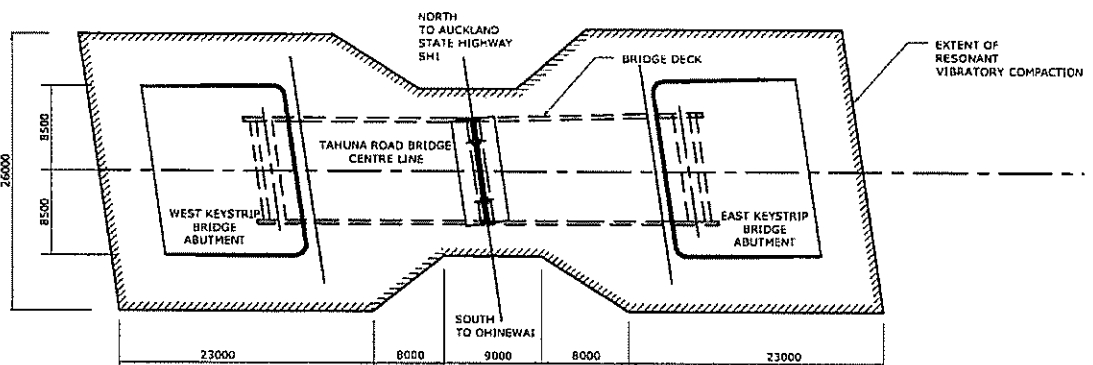 NORTH
TO AUCKLAND
STATE HIGHWAY
SH1
BRIDGE DECK
EXTENT OF
RESONANT
VIBRATORY COMPACTION
TAHUNA ROAD BRIDGE
CENTRE LINE
26000
8500
8500
WEST KEYSTRIP
BRIDGE
ABUTMENT
EAST KEYSTRIP
BRIDGE
ABUTMENT
SOUTH
TO OHINEWAI
23000
8000
9000
8000
23000